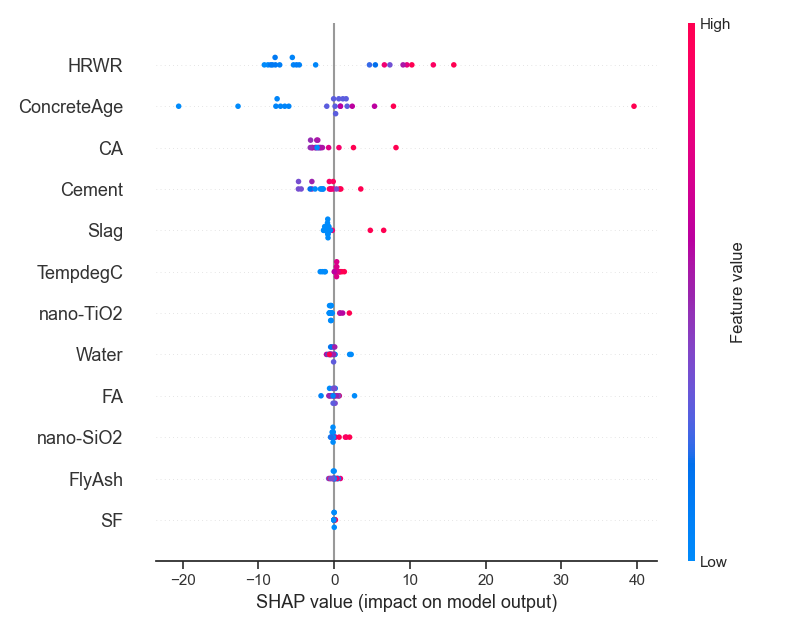 High
HRWR
ConcreteAge
CA
Cement
Slag
TempdegC
nano-TiO2
Water
FA
nano-SiO2
FlyAsh
SF
Feature value
Low
−20 −10 0 10 20 30 40
SHAP value (impact on model output)